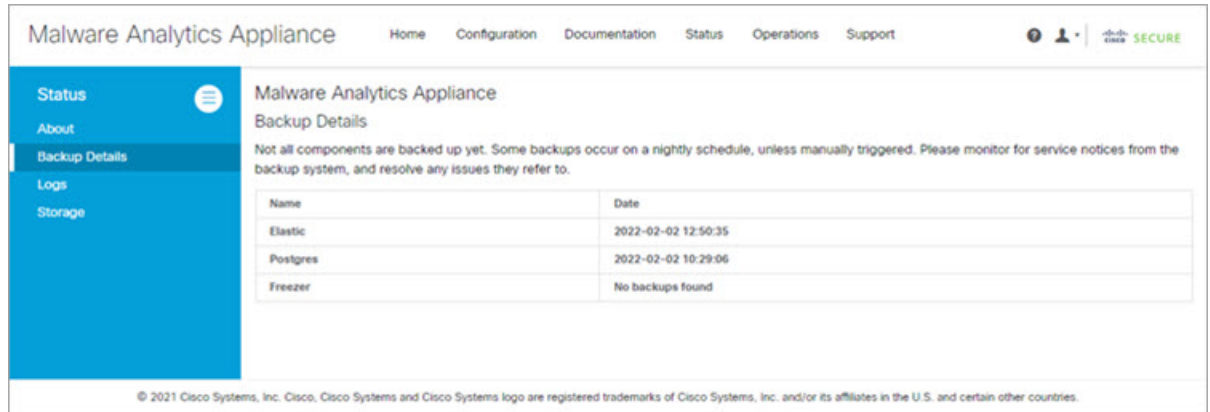 Malware Analytics Appliance
Home Configuration Documentation Status Operations Support
CISCO SECURE
Status
About
Backup Details
Logs
Storage
Malware Analytics Appliance
Backup Details
Not all components are backed up yet. Some backups occur on a nightly schedule, unless manually triggered. Please monitor for service notices from the
backup system, and resolve any issues they refer to.
Name Date
Elastic 2022-02-02 12:50:35
Postgres 2022-02-02 10:29:06
Freezer No backups found
© 2021 Cisco Systems, Inc. Cisco, Cisco Systems and Cisco Systems logo are registered trademarks of Cisco Systems, Inc. and/or its affiliates in the U.S. and certain other countries.